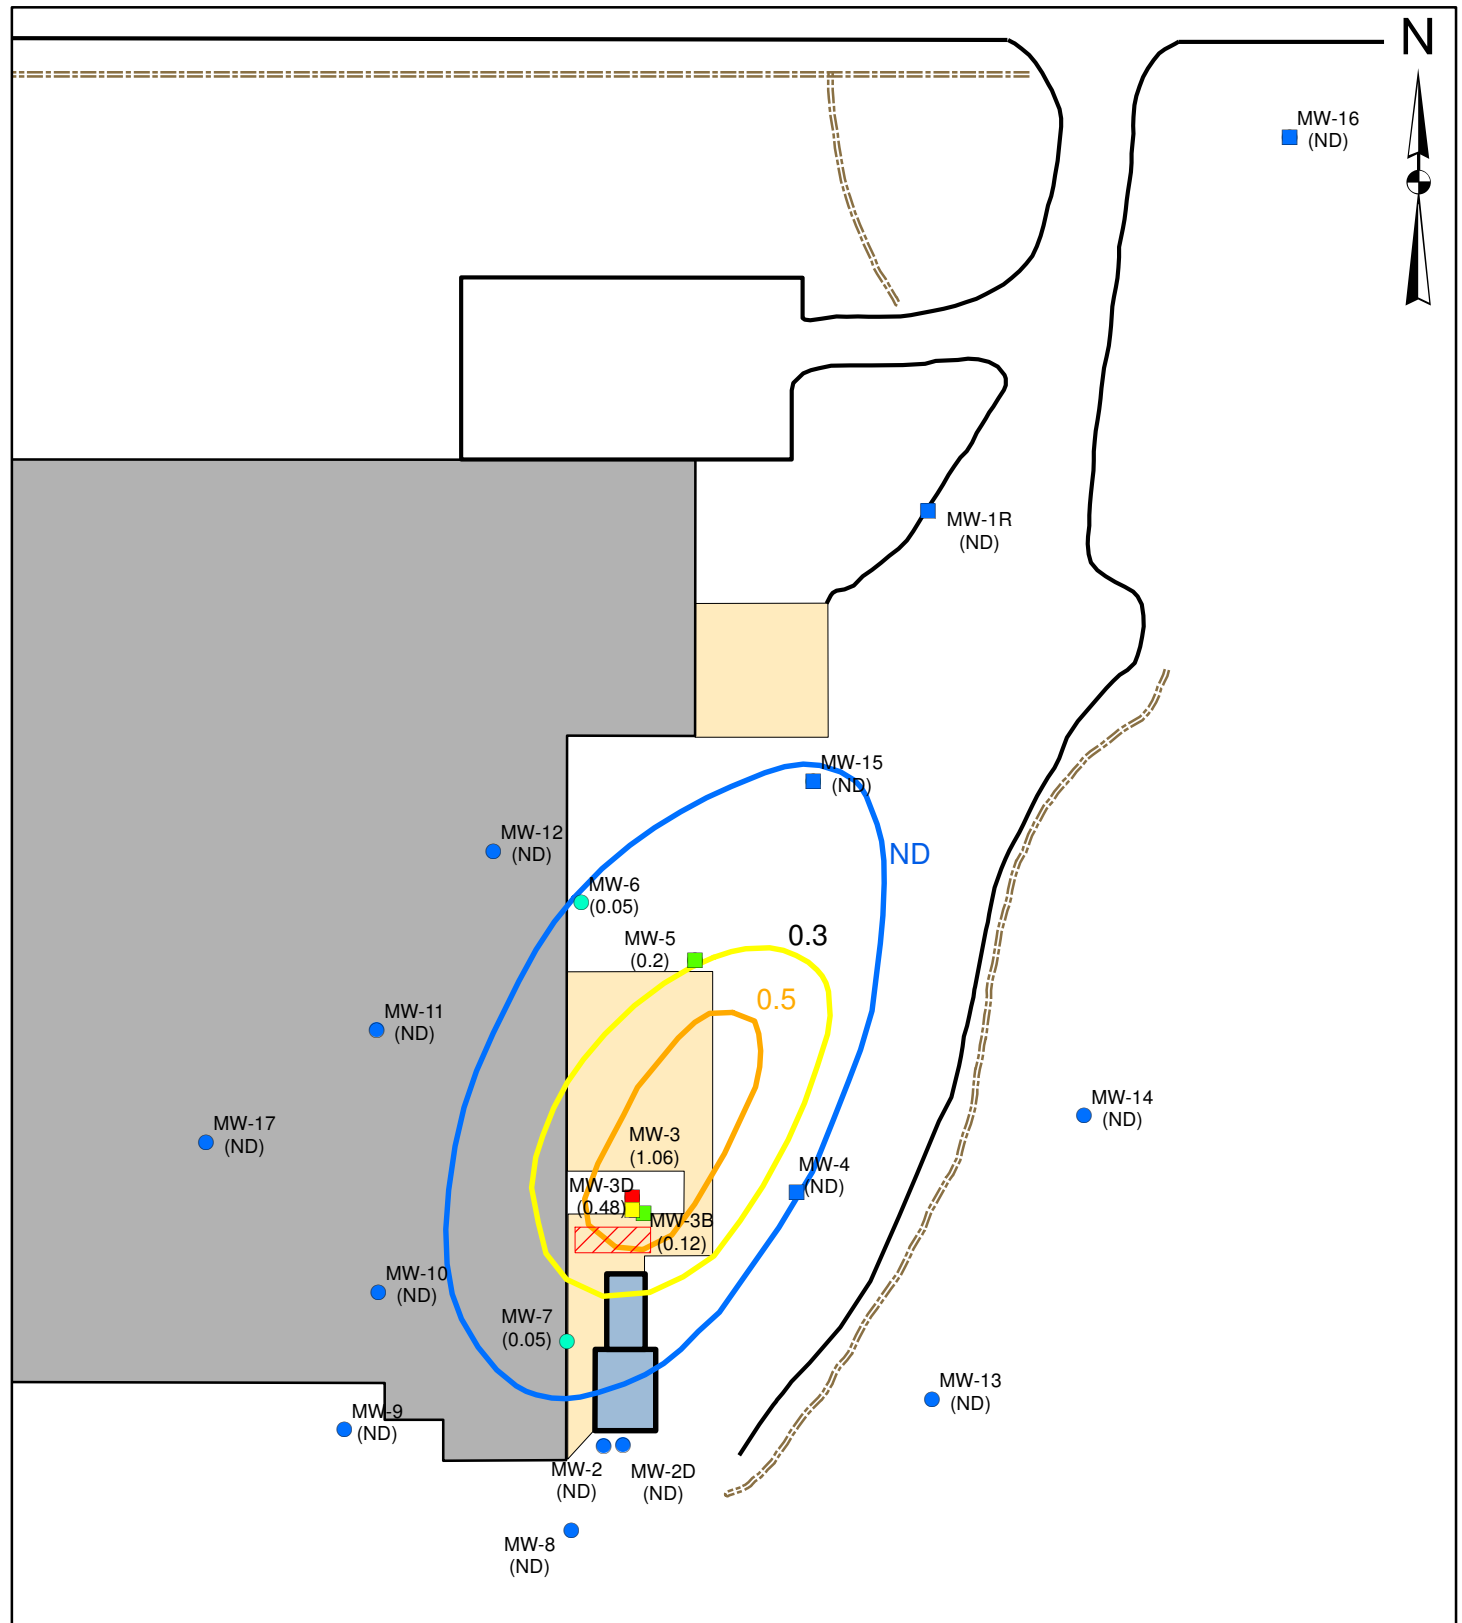 N
MW-16
(ND)
MW-1R
(ND)
MW-15
(ND)
MW-12
(ND)
ND
MW-6
(0.05)
MW-5
(0.2)
0.3
0.5
MW-11
(ND)
MW-14
(ND)
MW-17
(ND)
MW-3
(1.06)
MW-4
(ND)
MW-3D
(0.48)
MW-3B
(0.12)
MW-10
(ND)
MW-7
(0.05)
MW-13
(ND)
MW-9
(ND)
MW-2
(ND)
MW-2D
(ND)
MW-8
(ND)